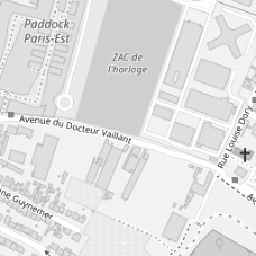 Paddock
Paris-Est
ZAC de
l'horloge
Avenue du Docteur Vaillant
Rue Louise Dory
Guynemer